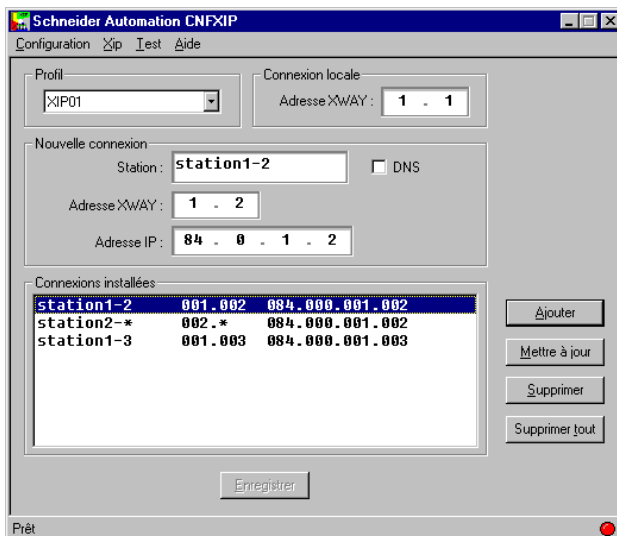 Schneider Automation CNFXIP
Configuration Xip Test Aide
Profil
XIP01
Connexion locale
Adresse XWAY : 1 . 1
Nouvelle connexion
Station : station1-2
DNS
Adresse XWAY : 1 . 2
Adresse IP : 84 . 0 . 1 . 2
Connexions installées
station1-2 001.002 084.000.001.002
station2-* 002.* 084.000.001.002
station1-3 001.003 084.000.001.003
Ajouter
Mettre à jour
Supprimer
Supprimer tout
Enregistrer
Prêt